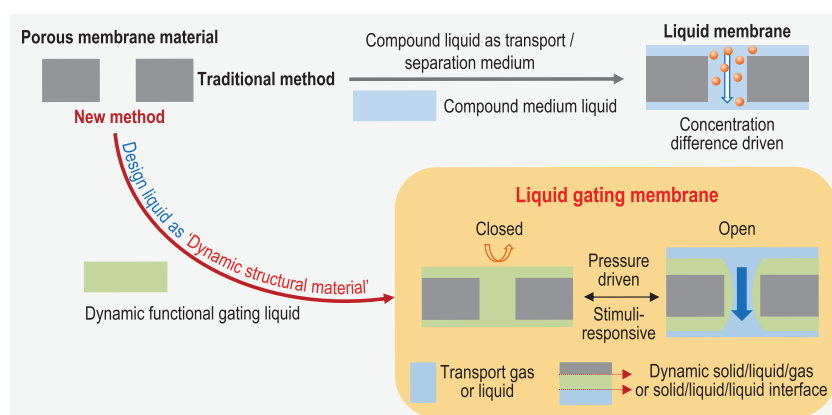 Porous membrane material
Traditional method
New method
Compound liquid as transport /
separation medium
Compound medium liquid
Liquid membrane
Concentration
difference driven
Design liquid as 'Dynamic structural material'
Dynamic functional gating liquid
Liquid gating membrane
Closed
Open
Pressure
driven
Stimuli-
responsive
Transport gas
or liquid
Dynamic solid/liquid/gas
or solid/liquid/liquid interface